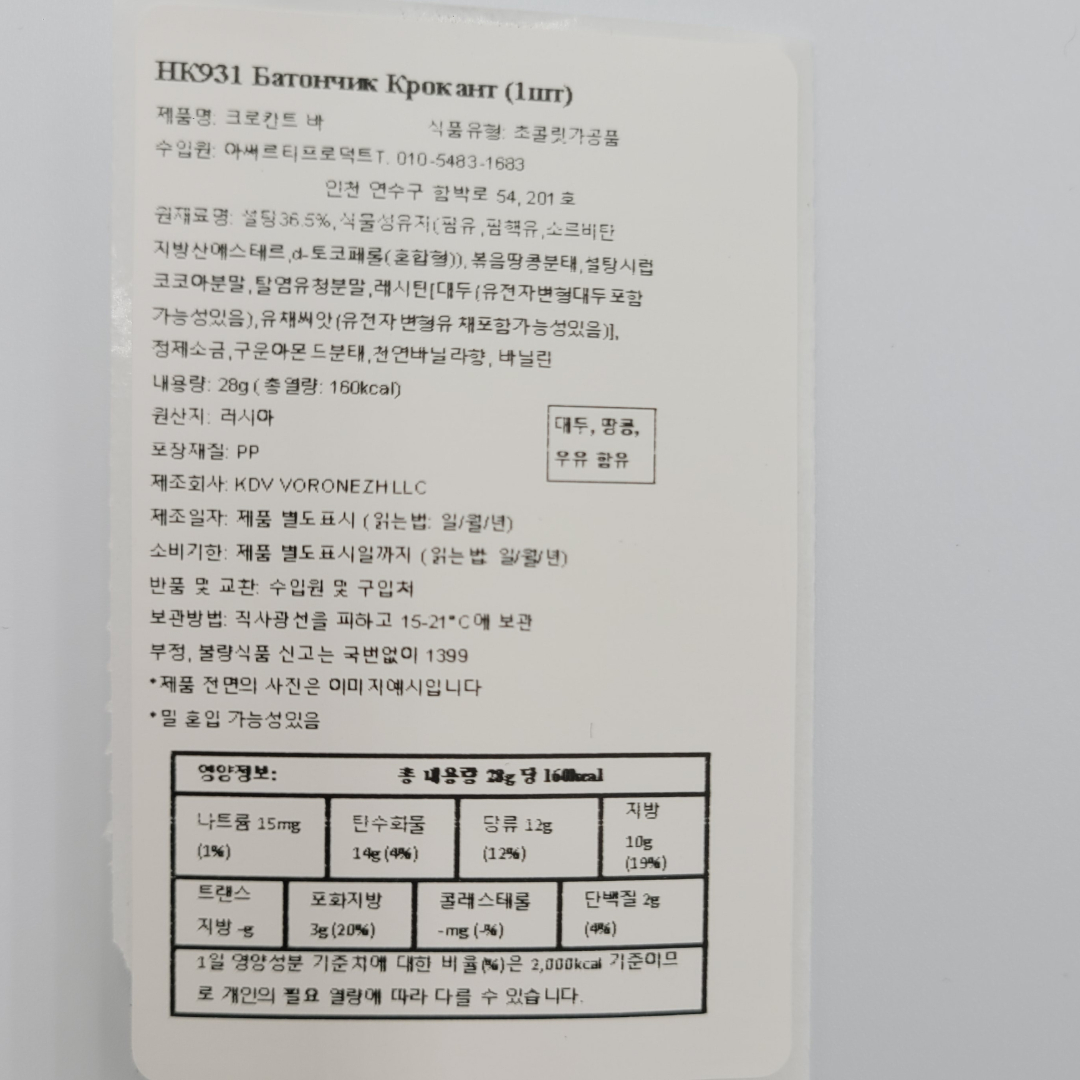 НК931 Батончик Крокант (1шт)
제품명: 크로칸트 바 식품유형: 초콜릿가공품
수입원: 아써르티프로덕트T. 010-5483-1683
인천 연수구 함박로 54, 201호
원재료명: 설탕36.5%,식물성유지(팜유,팜핵유,소르비탄
지방산에스테르,d-토코페롤(혼합형)),볶음땅콩분태,설탕시럽
코코아분말,탈염유청분말,레시틴[대두(유전자변형대두포함
가능성있음),유채씨앗(유전자변형유 채포함가능성있음)],
정제소금,구운아몬드분태,천연바닐라향, 바닐린
내용량: 28g (총열량: 160kcal)
원산지: 러시아
대두, 땅콩,
우유 함유
포장재질: PP
제조회사: KDV VORONEZH LLC
제조일자: 제품 별도표시 (읽는법: 일/월/년)
소비기한: 제품 별도표시일까지 (읽는법: 일/월/년)
반품 및 교환: 수입원 및 구입처
보관방법: 직사광선을 피하고 15-21°C에 보관
부정, 불량식품 신고는 국번없이 1399
*제품 전면의 사진은 이미지예시입니다
*밀 혼입 가능성있음
영양정보: 총 내용량 28g 당 160kcal
나트륨 15mg
(1%)
탄수화물
14g (4%)
당류 12g
(12%)
지방
10g
(19%)
트랜스
지방 -g
포화지방
3g (20%)
콜레스테롤
-mg (-%)
단백질 2g
(4%)
1일 영양성분 기준치에 대한 비율(%)은 2,000kcal 기준이므
로 개인의 필요 열량에 따라 다를 수 있습니다.